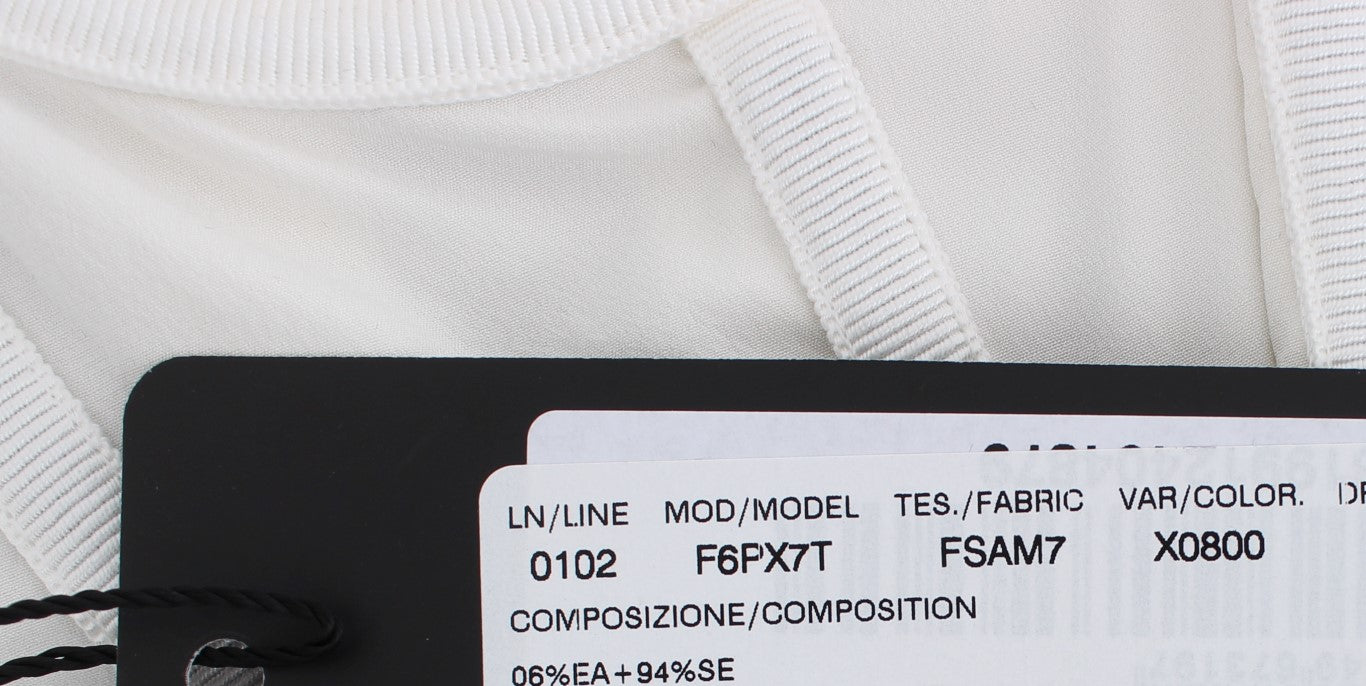 LN/LINE MOD/MODEL TES./FABRIC VAR/COLOR.
0102 F6PX7T FSAM7 X0800
COMPOSIZIONE/COMPOSITION
06%EA+94%SE